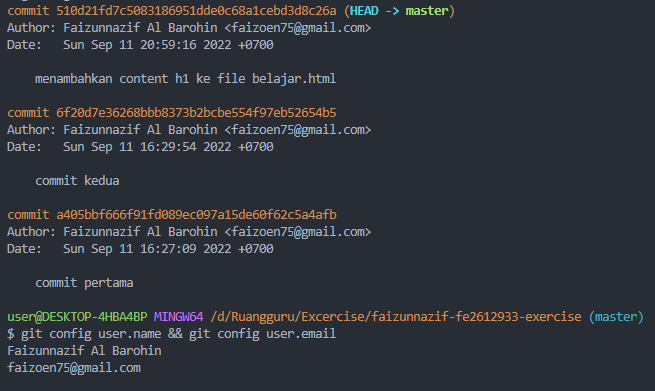 commit 510d21fd7c5083186951dde0c68a1cebd3d8c26a (HEAD -> master)
Author: Faizunnazif Al Barohin <faizoen75@gmail.com>
Date:   Sun Sep 11 20:59:16 2022 +0700
menambahkan content h1 ke file belajar.html
commit 6f20d7e36268bbb8373b2bcbe554f97eb52654b5
Author: Faizunnazif Al Barohin <faizoen75@gmail.com>
Date:   Sun Sep 11 16:29:54 2022 +0700
commit kedua
commit a405bbf666f91fd089ec097a15de60f62c5a4afb
Author: Faizunnazif Al Barohin <faizoen75@gmail.com>
Date:   Sun Sep 11 16:27:09 2022 +0700
commit pertama
user@DESKTOP-4HBA4BP MINGW64 /d/Ruangguru/Excercise/faizunnazif-fe2612933-exercise (master)
$ git config user.name && git config user.email
Faizunnazif Al Barohin
faizoen75@gmail.com